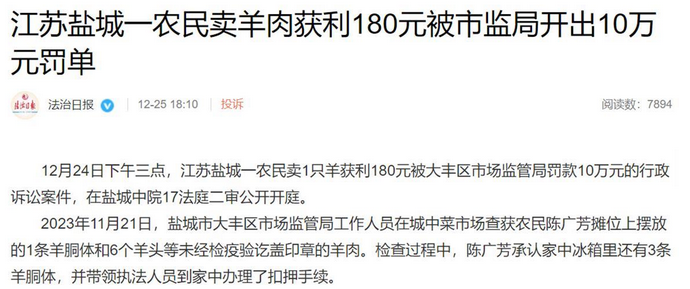 江苏盐城一农民卖羊肉获利180元被市监局开出10万
元罚单
法治日报 12-25 18:10 投诉 阅读数：7894
12月24日下午三点，江苏盐城一农民卖1只羊获利180元被大丰区市场监管局罚款10万元的行政
诉讼案件，在盐城中院17法庭二审公开开庭。
2023年11月21日，盐城市大丰区市场监管局工作人员在城中菜市场查获农民陈广芳摊位上摆放
的1条羊胴体和6个羊头等未经检疫验讫盖印章的羊肉。检查过程中，陈广芳承认家中冰箱里还有3条
羊胴体，并带领执法人员到家中办理了扣押手续。